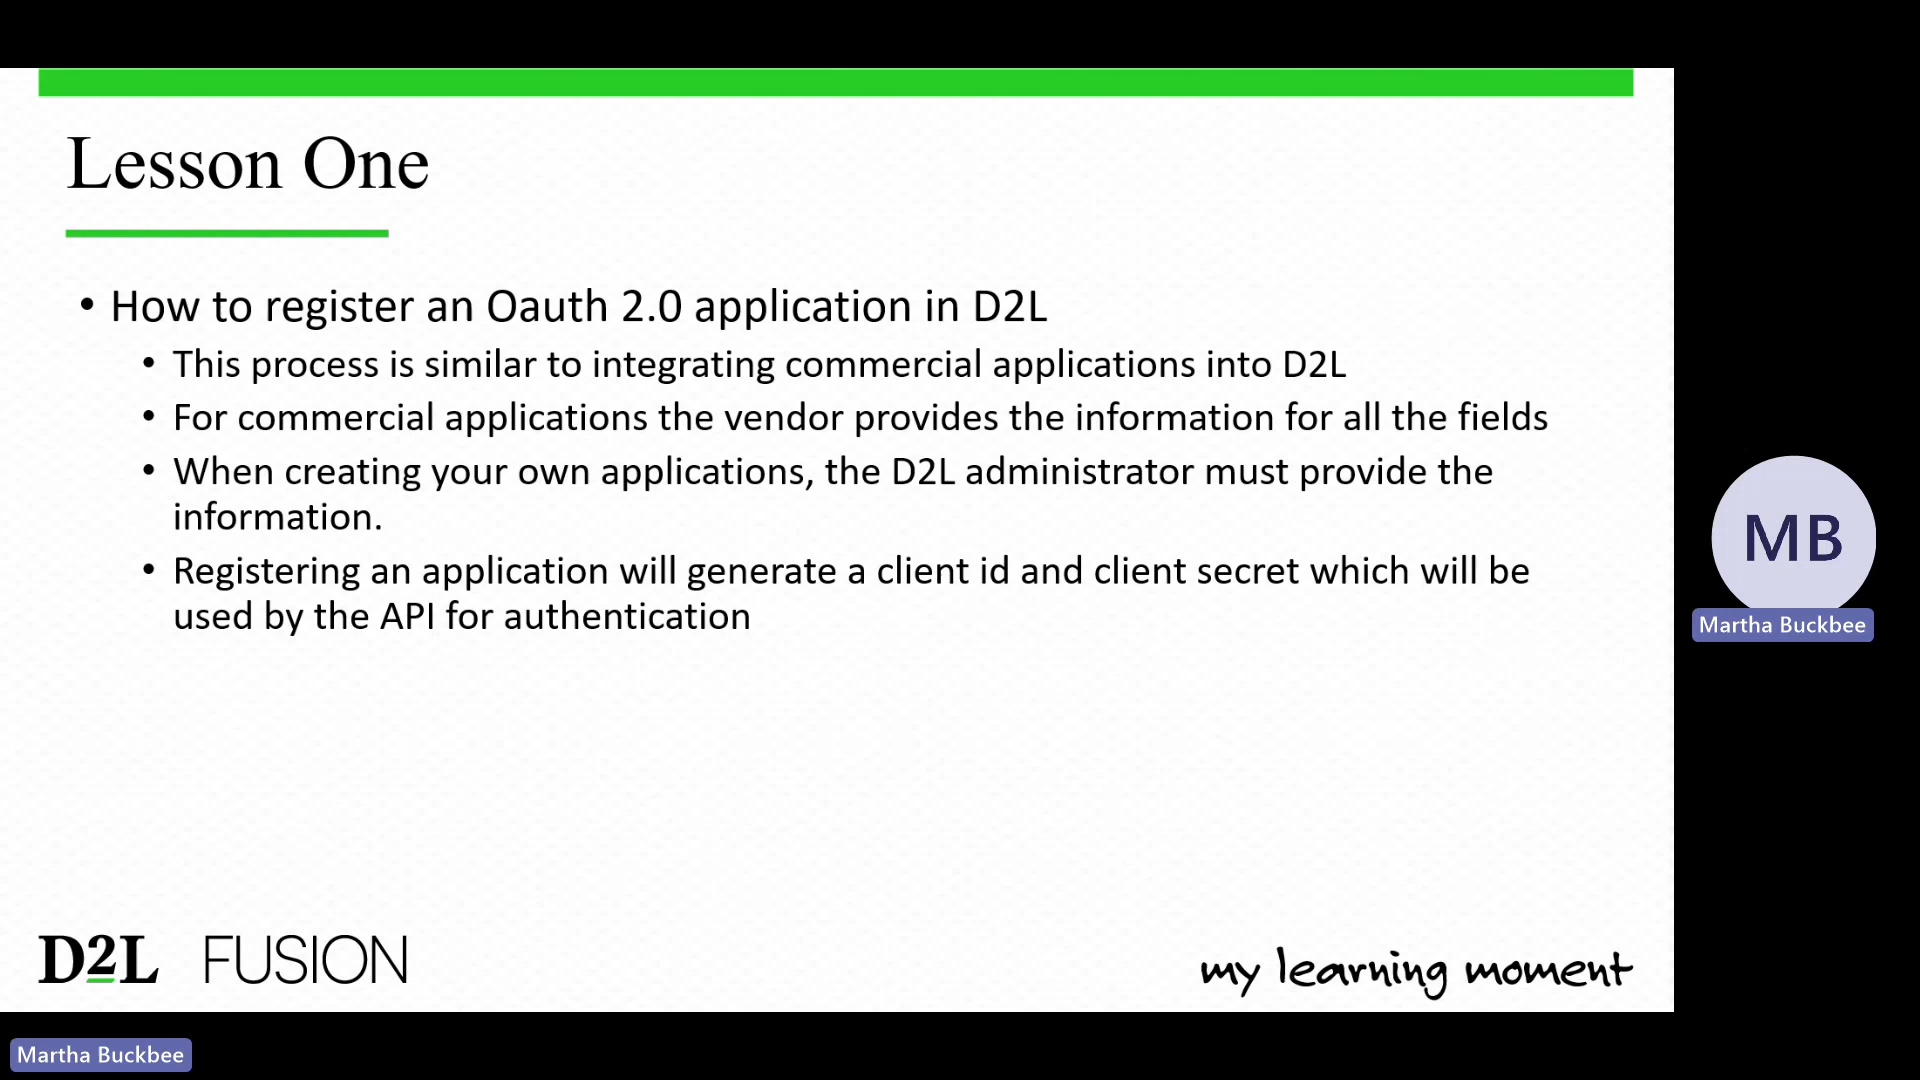 Lesson One
• How to register an Oauth 2.0 application in D2L
• This process is similar to integrating commercial applications into D2L
• For commercial applications the vendor provides the information for all the fields
• When creating your own applications, the D2L administrator must provide the
information.
• Registering an application will generate a client id and client secret which will be
used by the API for authentication
MB
Martha Buckbee
D2L FUSION
my learning moment
Martha Buckbee